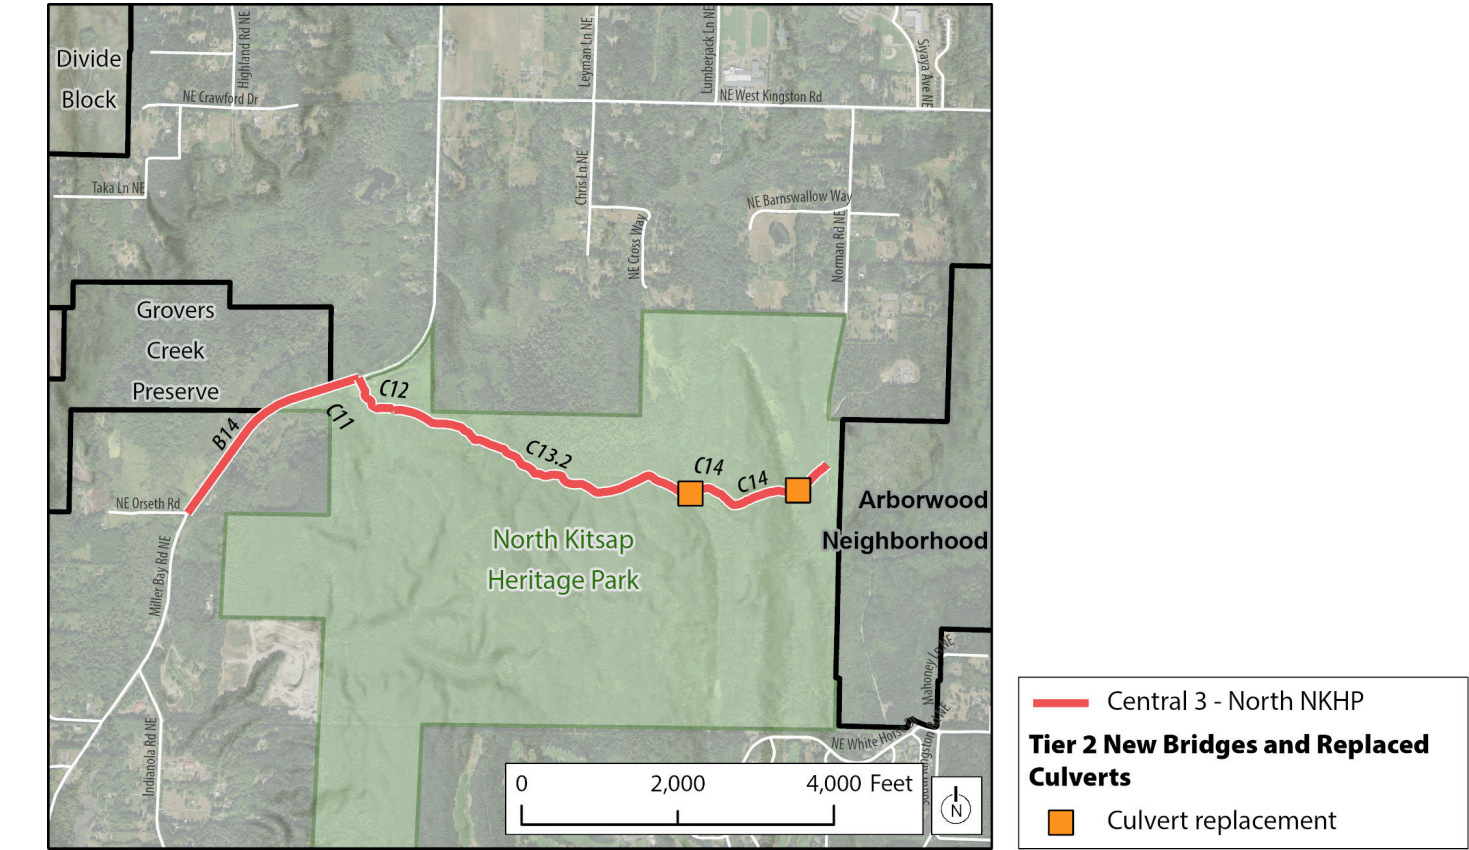 Divide
Block
Highland Rd NE
NE Crawford Dr
Taka Ln NE
Leyman Ln NE
Lumberjack Ln NE
Siyaya Ave NE
NE West Kingston Rd
Chris Ln NE
NE Cross Way
NE Barnswallow Way
Norman Rd NE
Grovers
Creek
Preserve
B14
C11
C12
C13.2
C14
C14
NE Orseth Rd
Miller Bay Rd NE
Indianola Rd NE
North Kitsap
Heritage Park
Arborwood
Neighborhood
Mahoney Ln NE
NE White Horse
0 2,000 4,000 Feet
N
Central 3 - North NKHP
Tier 2 New Bridges and Replaced
Culverts
Culvert replacement